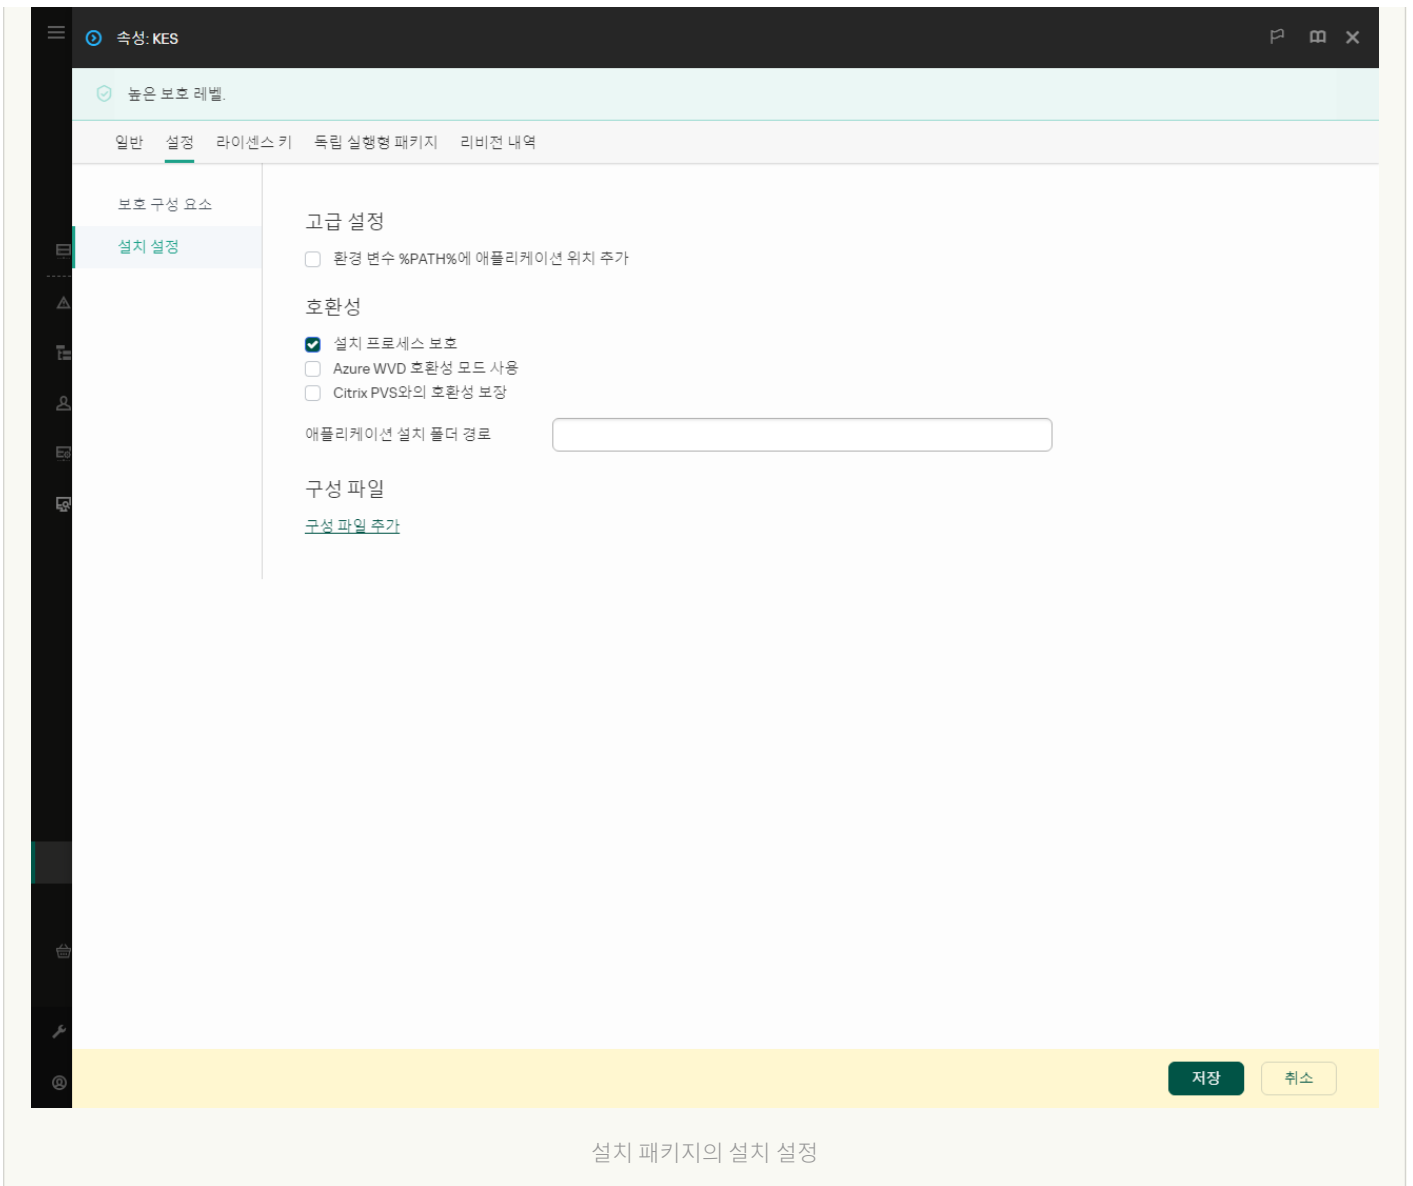 속성: KES
높은 보호 레벨.
일반 설정 라이센스 키 독립 실행형 패키지 리비전 내역
보호 구성 요소
설치 설정
고급 설정
환경 변수 %PATH%에 애플리케이션 위치 추가
호환성
설치 프로세스 보호
Azure WVD 호환성 모드 사용
Citrix PVS와의 호환성 보장
애플리케이션 설치 폴더 경로
구성 파일
구성 파일 추가
저장 취소
설치 패키지의 설치 설정